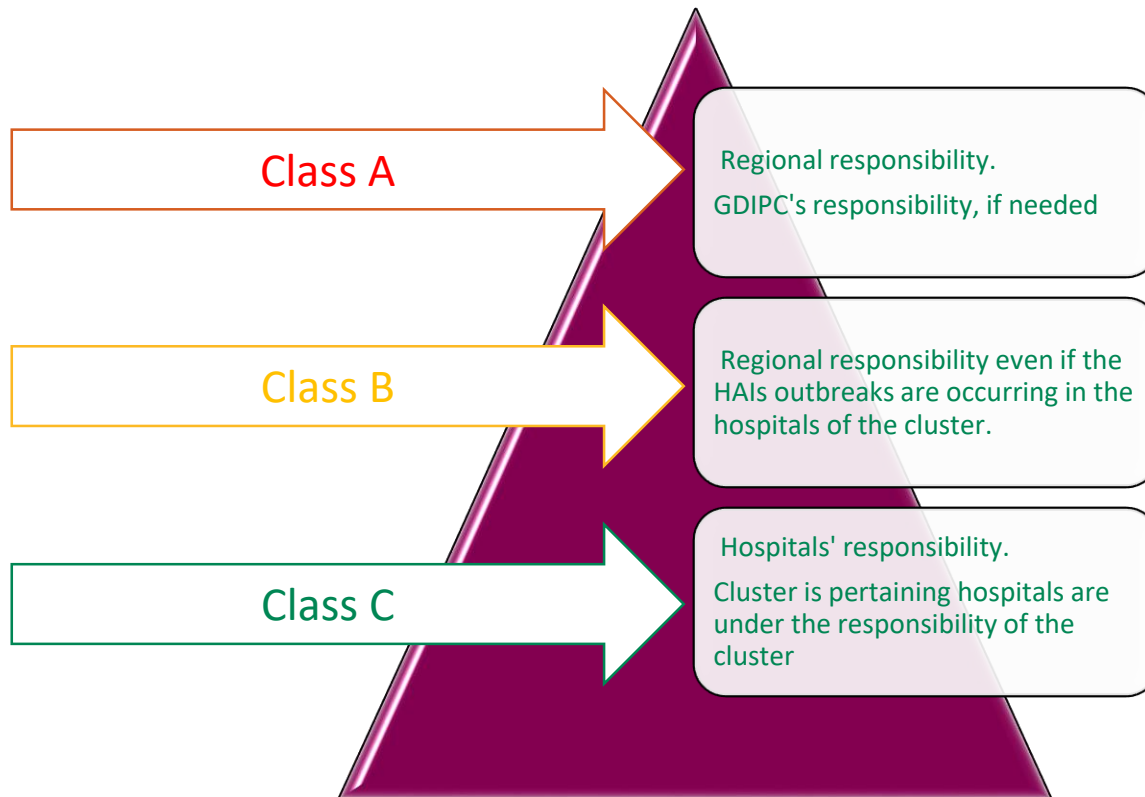 Class A
Regional responsibility.
GDIPC's responsibility, if needed
Class B
Regional responsibility even if the
HAIs outbreaks are occurring in the
hospitals of the cluster.
Class C
Hospitals' responsibility.
Cluster is pertaining hospitals are
under the responsibility of the
cluster